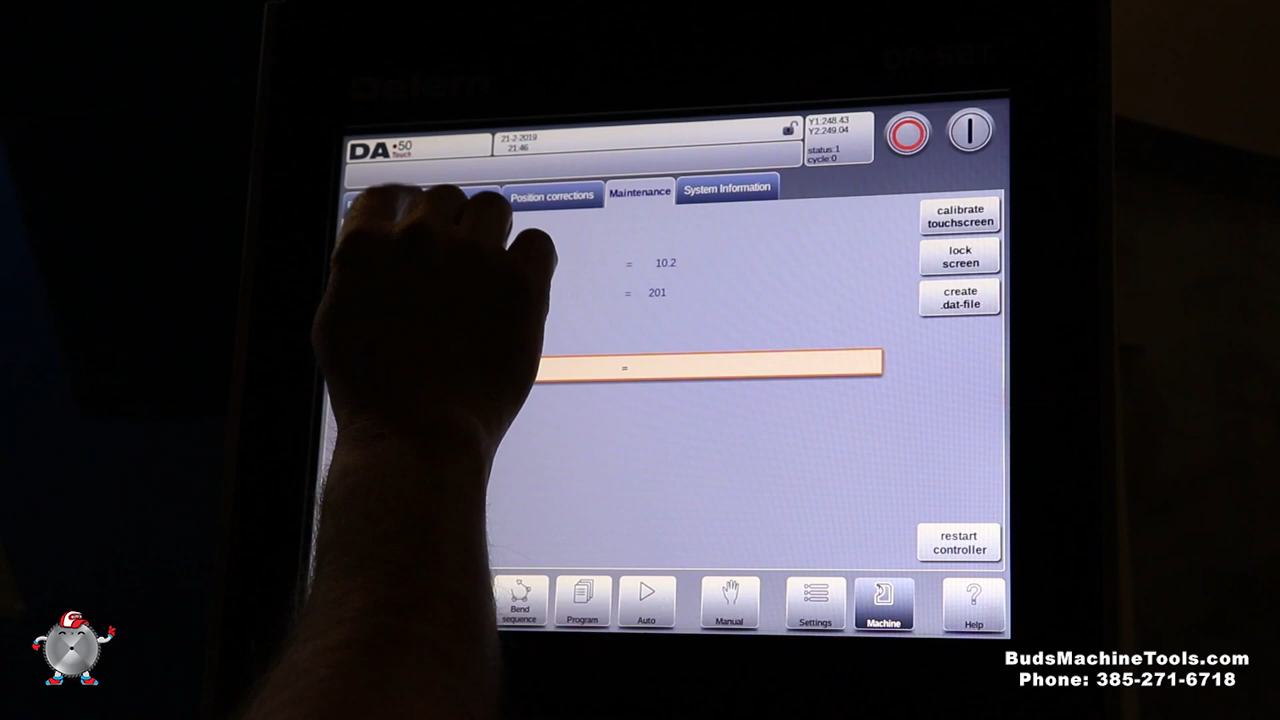 Delem
DA•50
Touch
21-2-2019
21:46
Y1:248.43
Y2:249.04
status:1
cycle:0
Position corrections
Maintenance
System Information
calibrate
touchscreen
= 10.2
lock
screen
= 201
create
.dat-file
=
restart
controller
Bend
sequence
Program
Auto
Manual
Settings
Machine
Help
BudsMachineTools.com
Phone: 385-271-6718